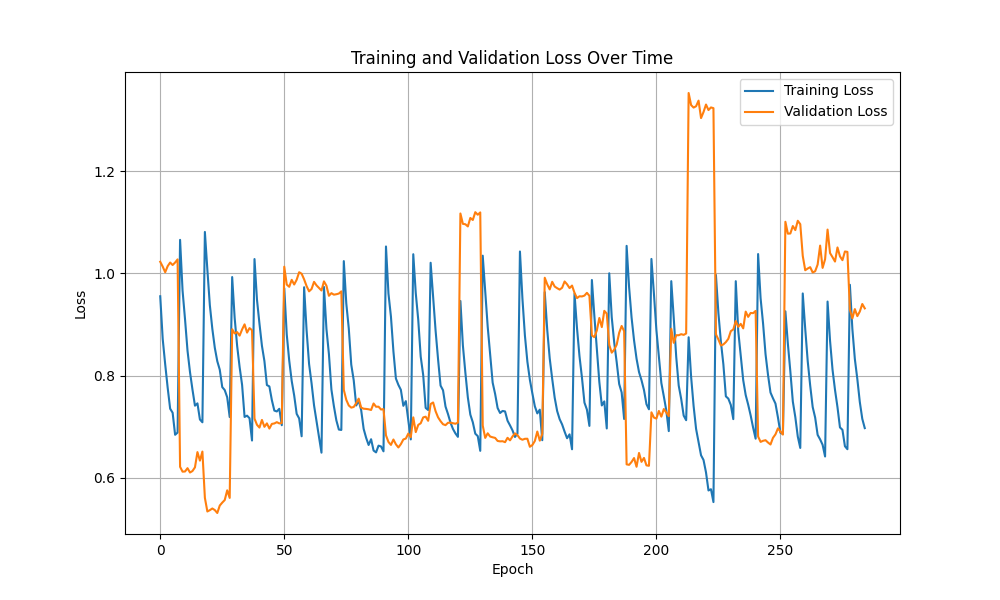 Training and Validation Loss Over Time
Training Loss
Validation Loss
1.2
1.0
0.8
0.6
Loss
0 50 100 150 200 250
Epoch